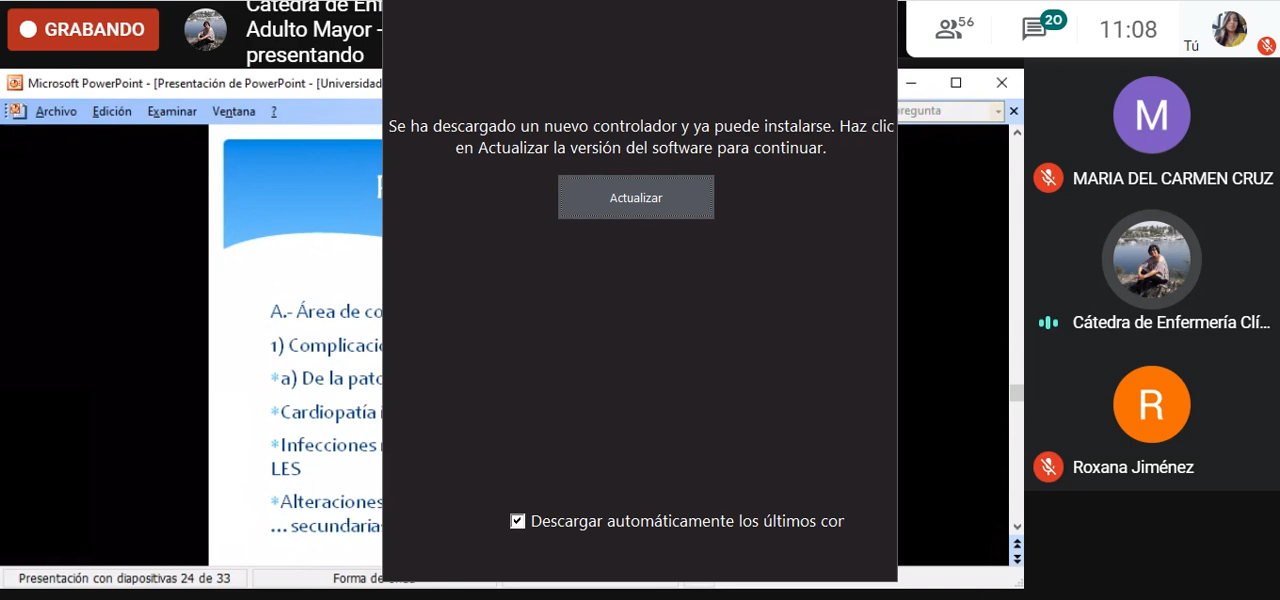 GRABANDO
Cátedra de Enf
Adulto Mayor -
presentando
56
20
11:08
Tú
Microsoft PowerPoint - [Presentación de PowerPoint - [Universidad
Archivo Edición Examinar Ventana ?
pregunta
A.- Área de co
1) Complicacio
*a) De la pato
*Cardiopatía i
*Infecciones
LES
*Alteraciones
... secundarias
Presentación con diapositivas 24 de 33
Forma de
Se ha descargado un nuevo controlador y ya puede instalarse. Haz clic
en Actualizar la versión del software para continuar.
Actualizar
Descargar automáticamente los últimos cor
M
MARIA DEL CARMEN CRUZ
Cátedra de Enfermería Clí...
R
Roxana Jiménez